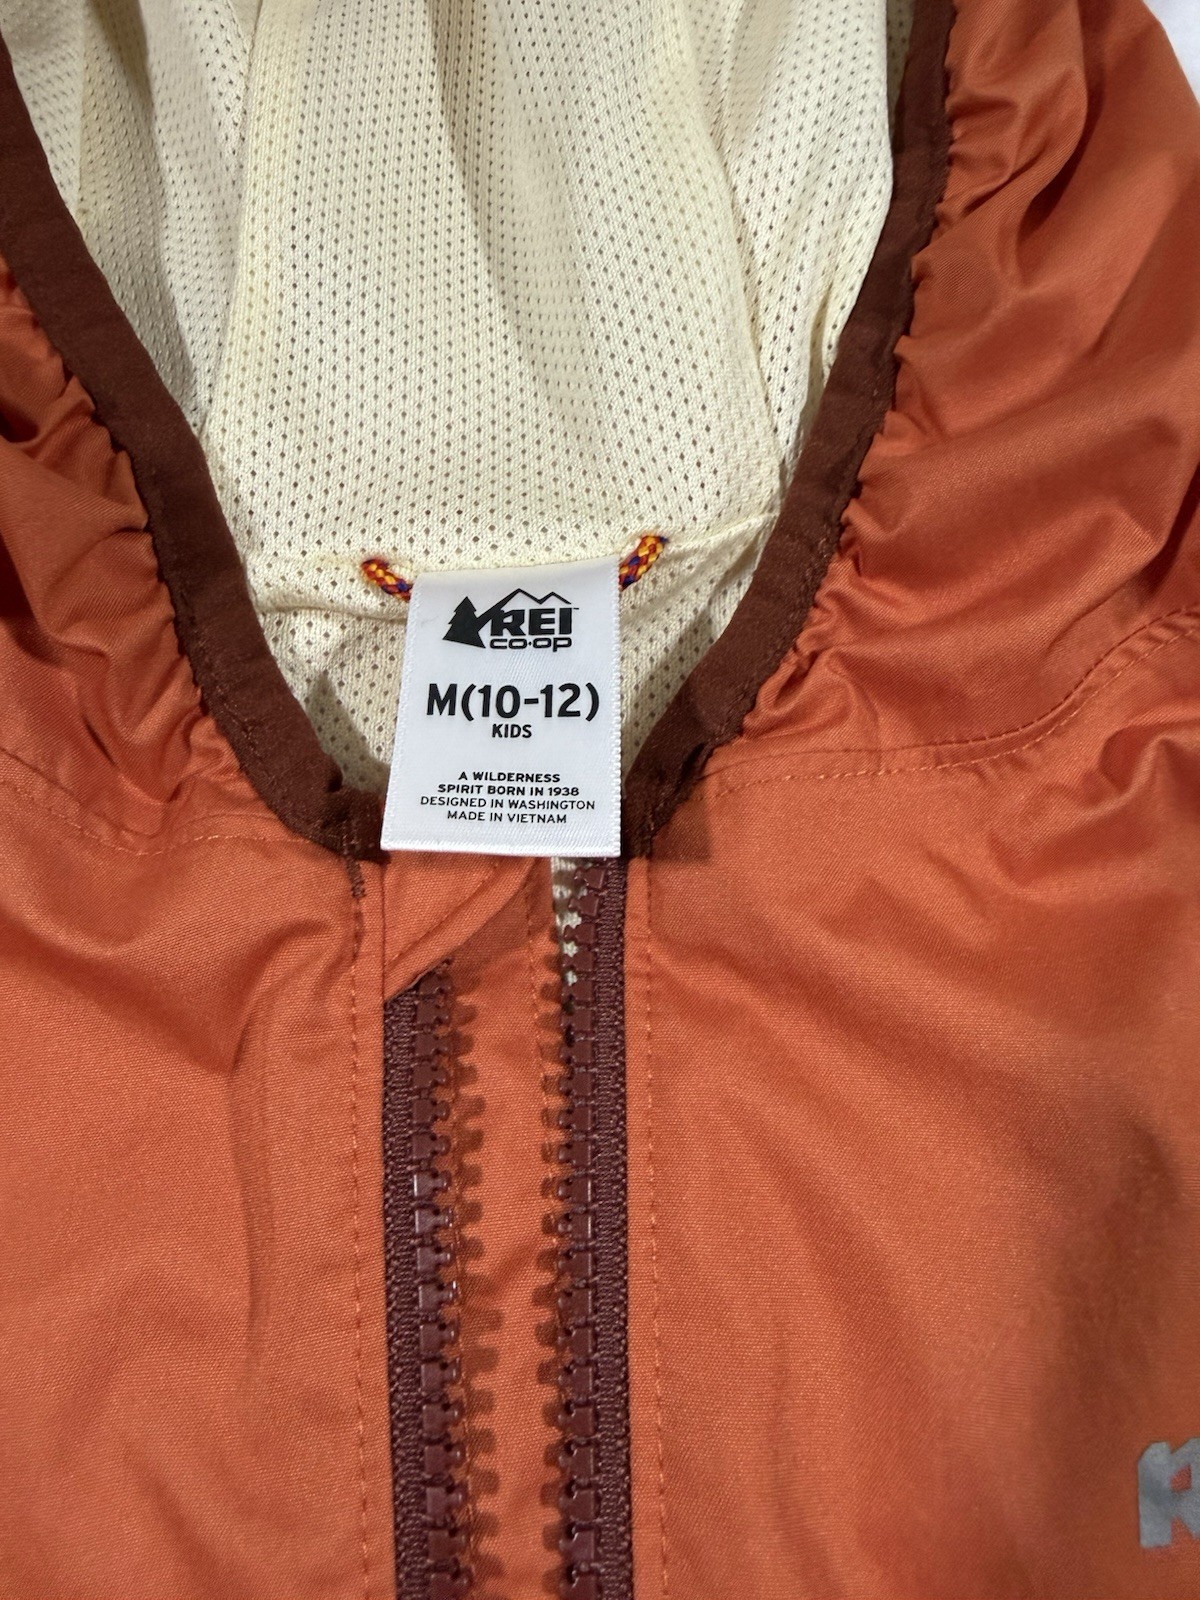 REI
co·op
M(10-12)
KIDS
A WILDERNESS
SPIRIT BORN IN 1938
DESIGNED IN WASHINGTON
MADE IN VIETNAM
R